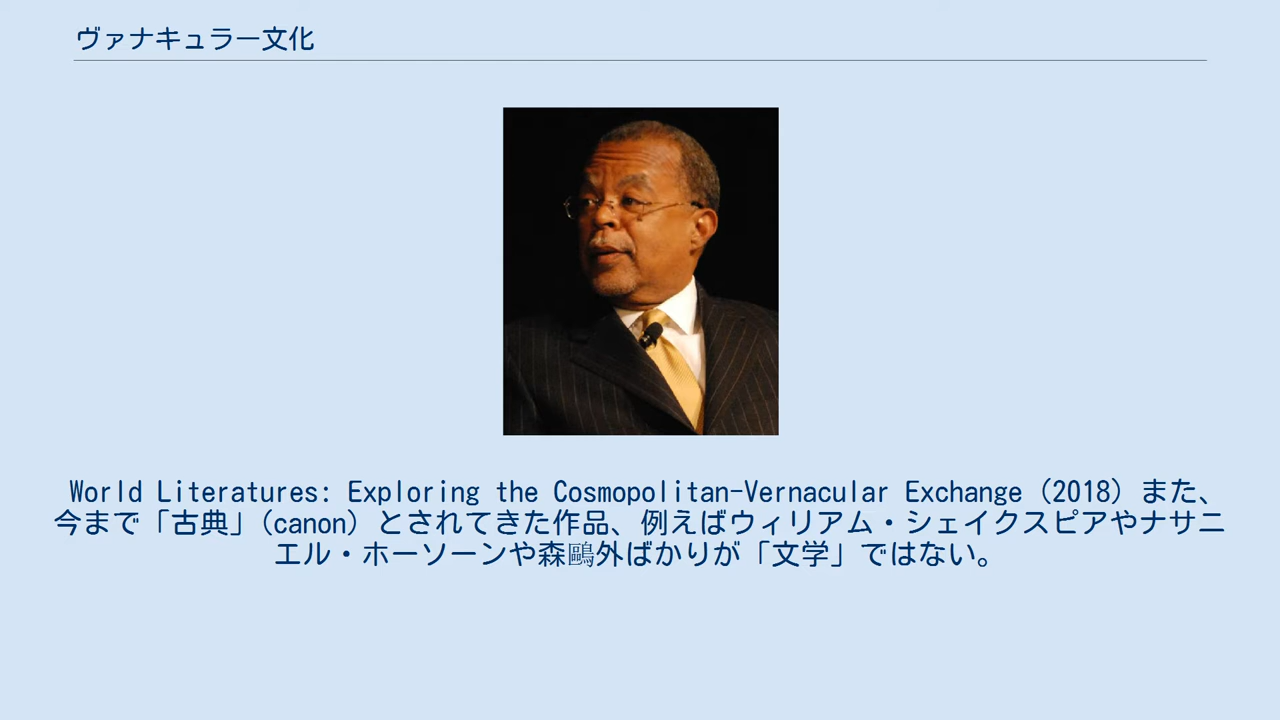 ヴァナキュラー文化
World Literatures: Exploring the Cosmopolitan-Vernacular Exchange (2018) また、
今まで「古典」(canon) とされてきた作品、例えばウィリアム・シェイクスピアやナサニ
エル・ホーソーンや森鷗外ばかりが「文学」ではない。